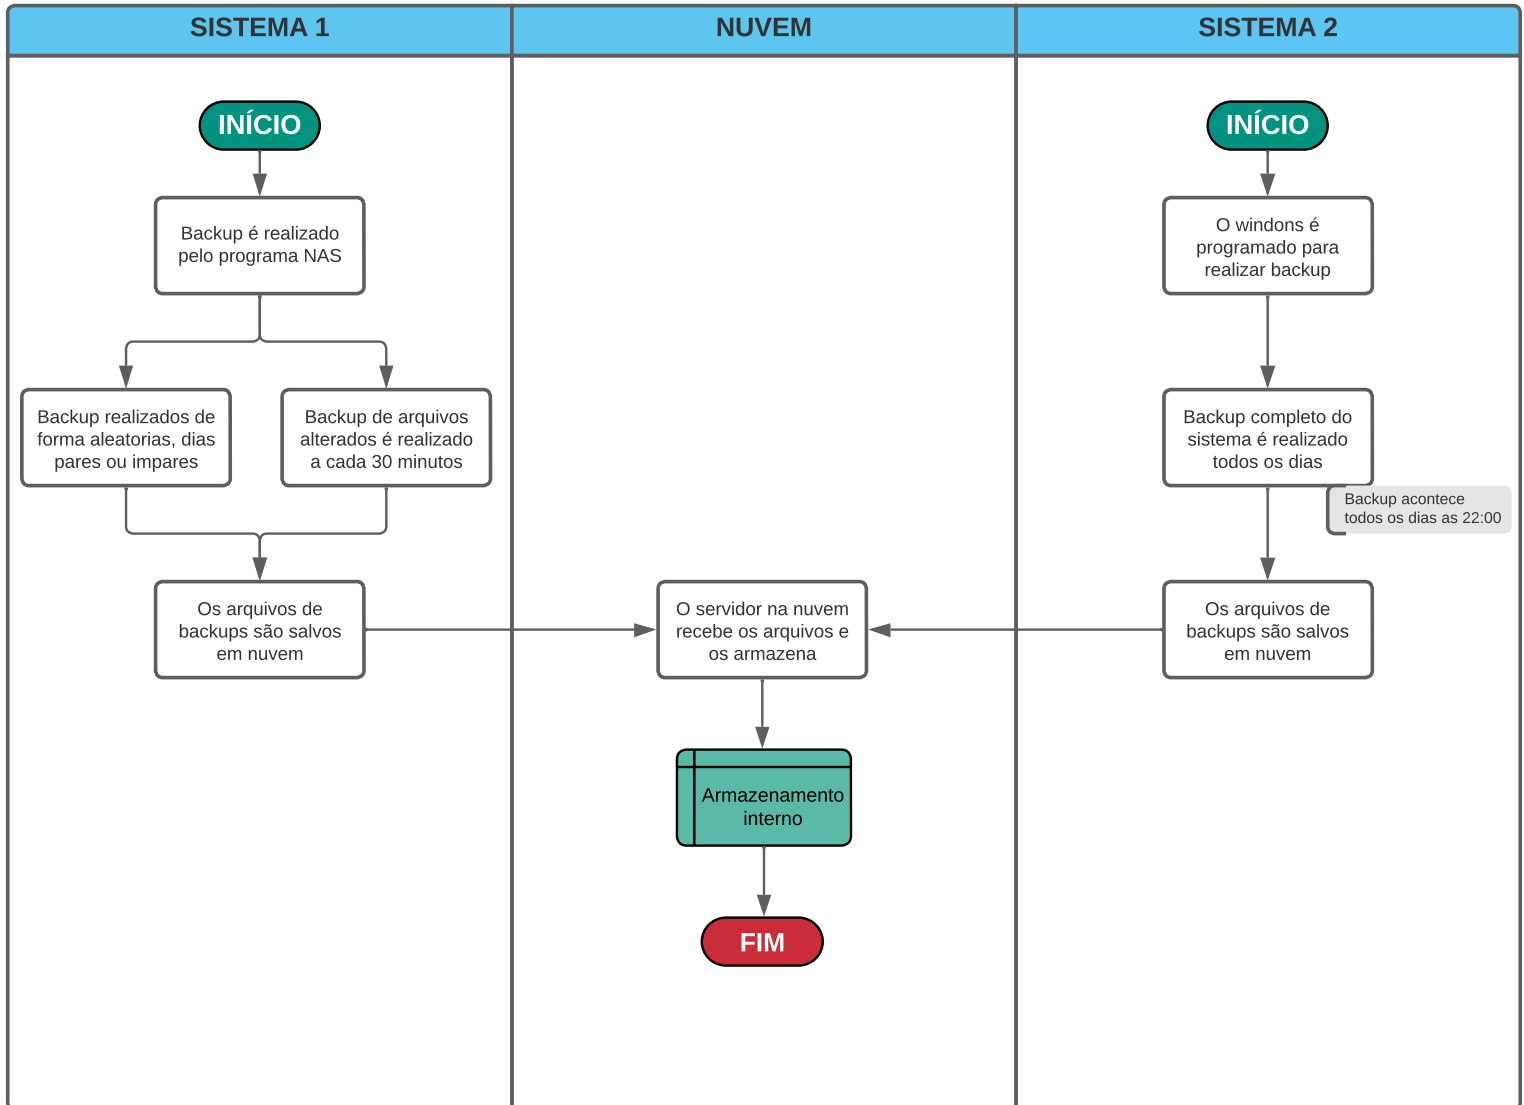 SISTEMA 1
NUVEM
SISTEMA 2
INÍCIO
Backup é realizado
pelo programa NAS
Backup realizados de
forma aleatorias, dias
pares ou impares
Backup de arquivos
alterados é realizado
a cada 30 minutos
Os arquivos de
backups são salvos
em nuvem
O servidor na nuvem
recebe os arquivos e
os armazena
Armazenamento
interno
FIM
INÍCIO
O windons é
programado para
realizar backup
Backup completo do
sistema é realizado
todos os dias
Backup acontece
todos os dias as 22:00
Os arquivos de
backups são salvos
em nuvem